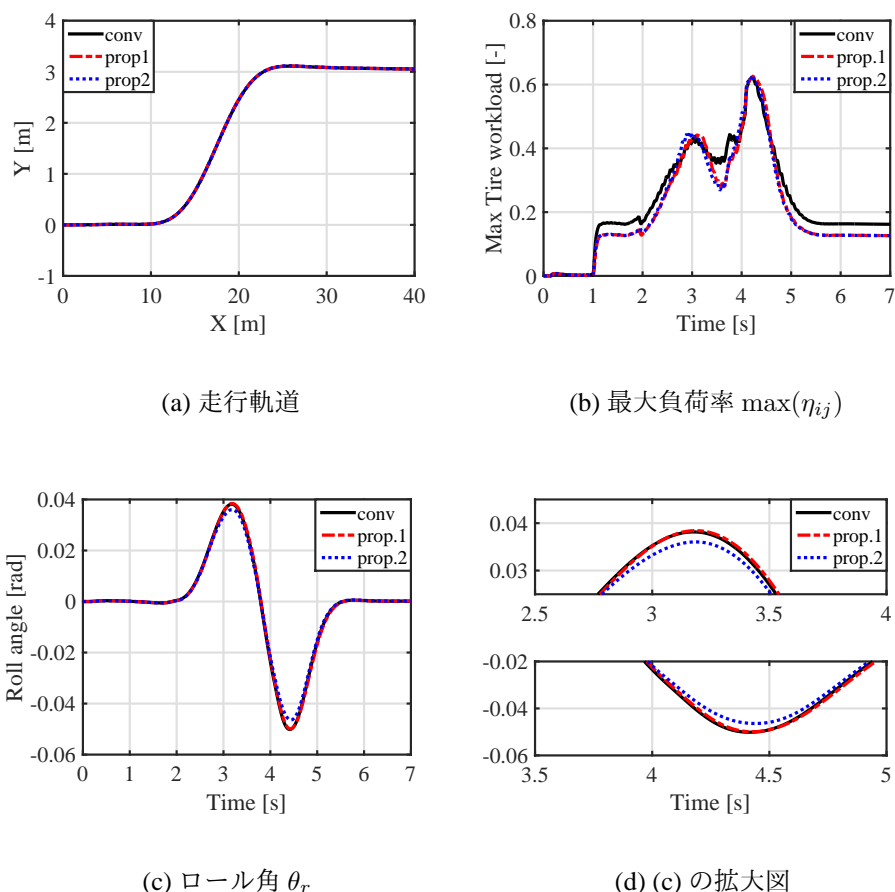 4
3
2
1
0
-1
Y [m]
conv
prop1
prop2
0 10 20 30 40
X [m]
(a) 走行軌道
0.8
0.6
0.4
0.2
0
Max Tire workload [-]
conv
prop.1
prop.2
0 1 2 3 4 5 6 7
Time [s]
(b) 最大負荷率 max(η_{ij})
0.04
0.02
0
-0.02
-0.04
-0.06
Roll angle [rad]
conv
prop.1
prop.2
0 1 2 3 4 5 6 7
Time [s]
(c) ロール角 θ_r
0.04
0.03
conv
prop.1
prop.2
2.5 3 3.5 4
-0.02
-0.04
-0.06
3.5 4 4.5 5
Time [s]
(d) (c) の拡大図